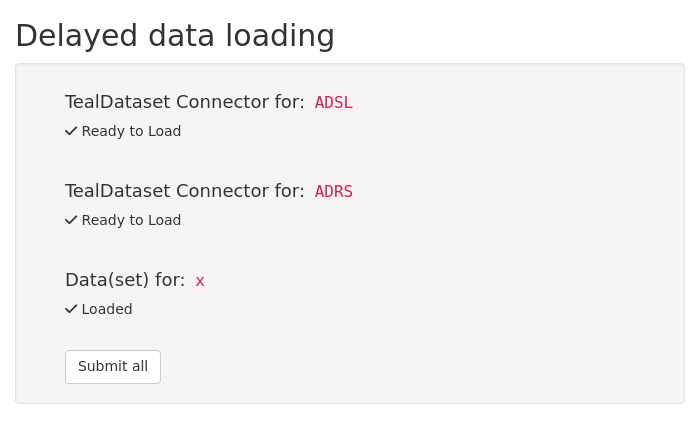 Delayed data loading
TealDataset Connector for: ADSL
Ready to Load
TealDataset Connector for: ADRS
Ready to Load
Data(set) for: x
Loaded
Submit all